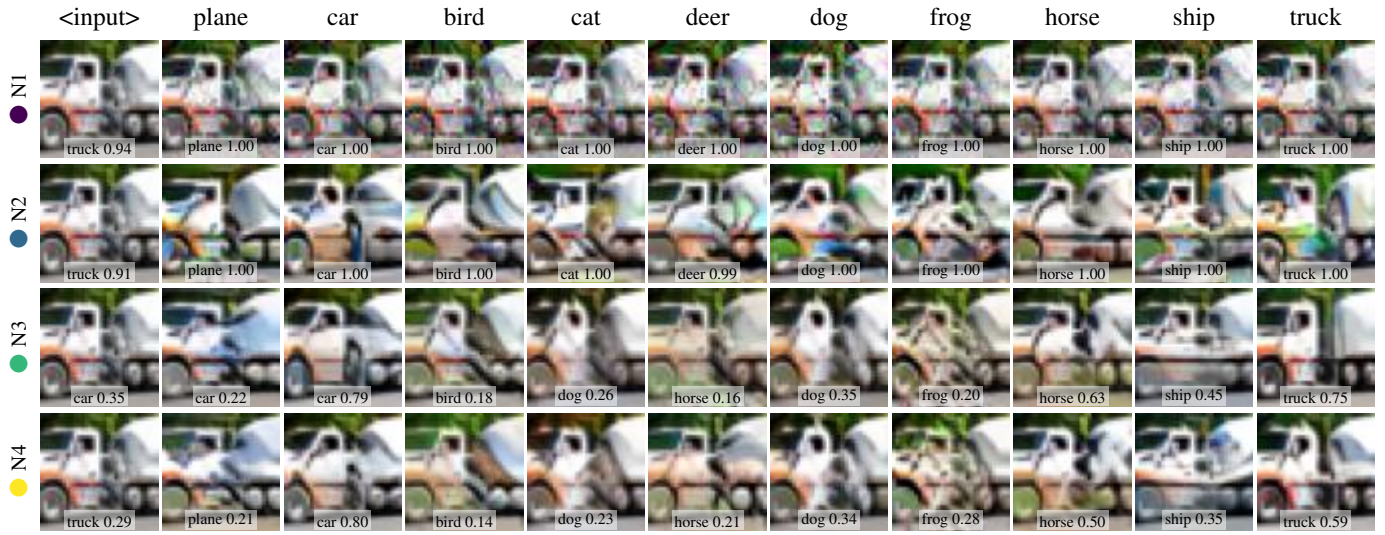 <input> plane car bird cat deer dog frog horse ship truck
N1
truck 0.94 plane 1.00 car 1.00 bird 1.00 cat 1.00 deer 1.00 dog 1.00 frog 1.00 horse 1.00 ship 1.00 truck 1.00
N2
truck 0.91 plane 1.00 car 1.00 bird 1.00 cat 1.00 deer 0.99 dog 1.00 frog 1.00 horse 1.00 ship 1.00 truck 1.00
N3
car 0.35 car 0.22 car 0.79 bird 0.18 dog 0.26 horse 0.16 dog 0.35 frog 0.20 horse 0.63 ship 0.45 truck 0.75
N4
truck 0.29 plane 0.21 car 0.80 bird 0.14 dog 0.23 horse 0.21 dog 0.34 frog 0.28 horse 0.50 ship 0.35 truck 0.59